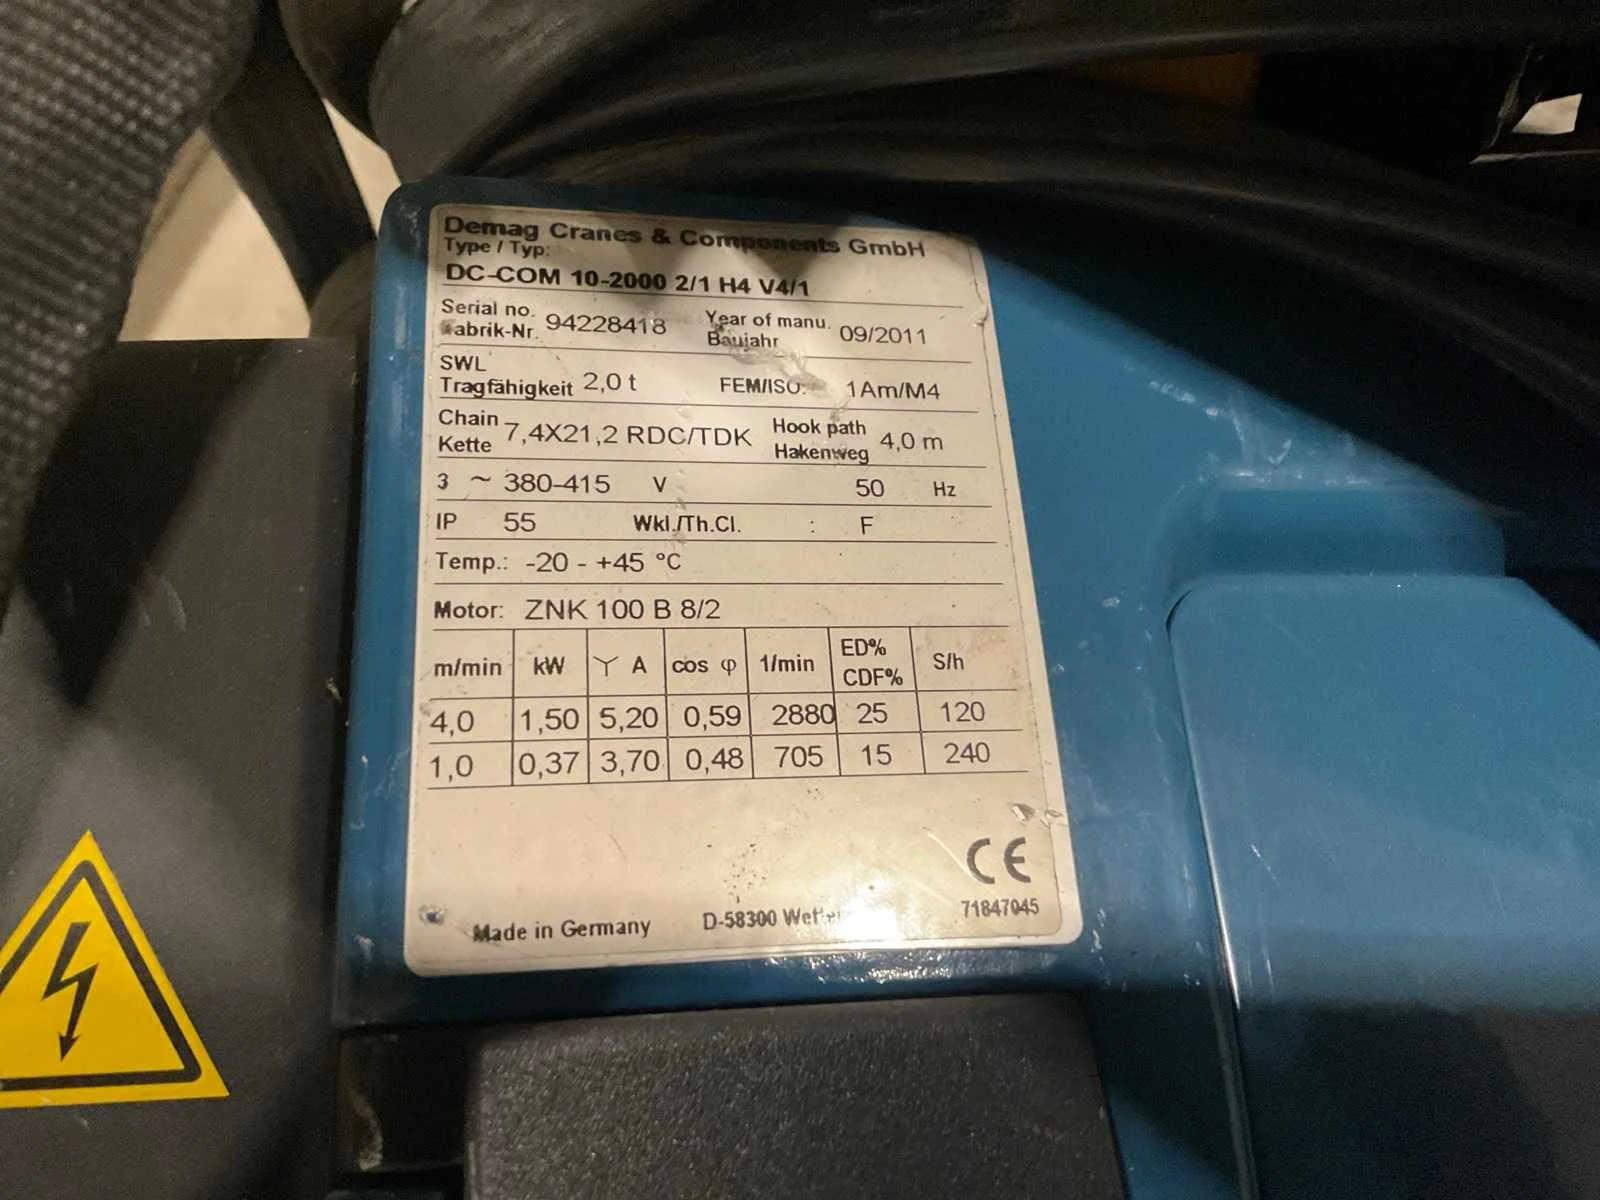 Demag Cranes & Components GmbH
Type / Typ:
DC-COM 10-2000 2/1 H4 V4/1
Serial no. 94228418 Year of manu. 09/2011
Fabrik-Nr. Baujahr
SWL
Tragfähigkeit 2,0 t FEM/ISO: 1Am/M4
Chain 7,4X21,2 RDC/TDK Hook path 4,0 m
Kette Hakenweg
3 ~ 380-415 V 50 Hz
IP 55 Wkl./Th.Cl. : F
Temp.: -20 - +45 °C
Motor: ZNK 100 B 8/2
m/min kW Y A cos φ 1/min ED% CDF% S/h
4,0 1,50 5,20 0,59 2880 25 120
1,0 0,37 3,70 0,48 705 15 240
CE
Made in Germany D-58300 71847045